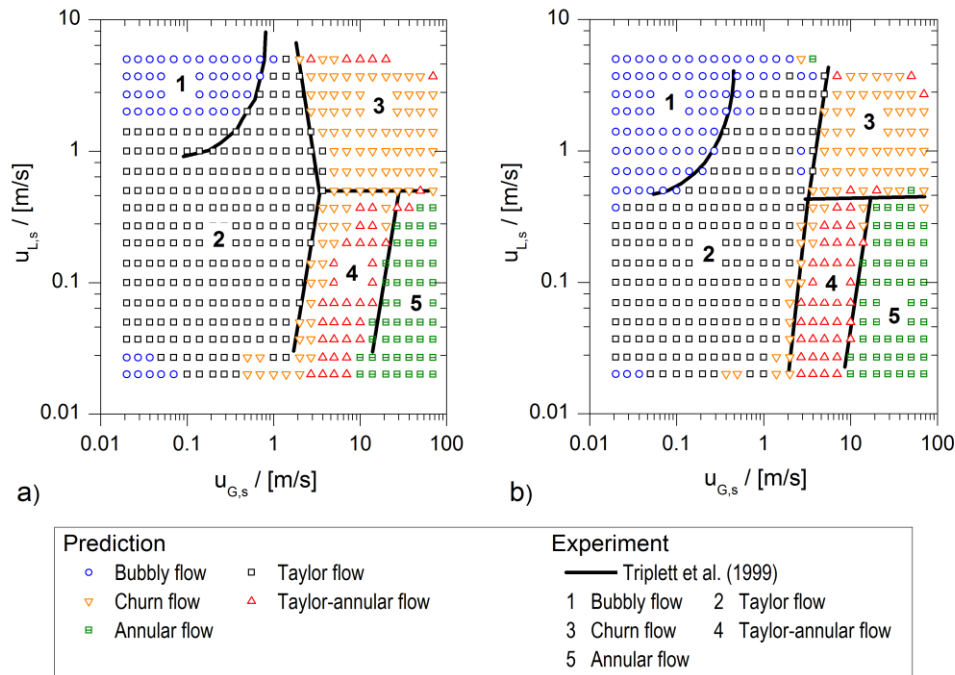 10
1
0.1
0.01
u_L,s / [m/s]
0.01
0.1
1
10
100
u_G,s / [m/s]
1
2
3
4
5
a)
10
1
0.1
0.01
u_L,s / [m/s]
0.01
0.1
1
10
100
u_G,s / [m/s]
1
2
3
4
5
b)
Prediction
Bubbly flow
Taylor flow
Churn flow
Taylor-annular flow
Annular flow
Experiment
Triplett et al. (1999)
1 Bubbly flow
2 Taylor flow
3 Churn flow
4 Taylor-annular flow
5 Annular flow